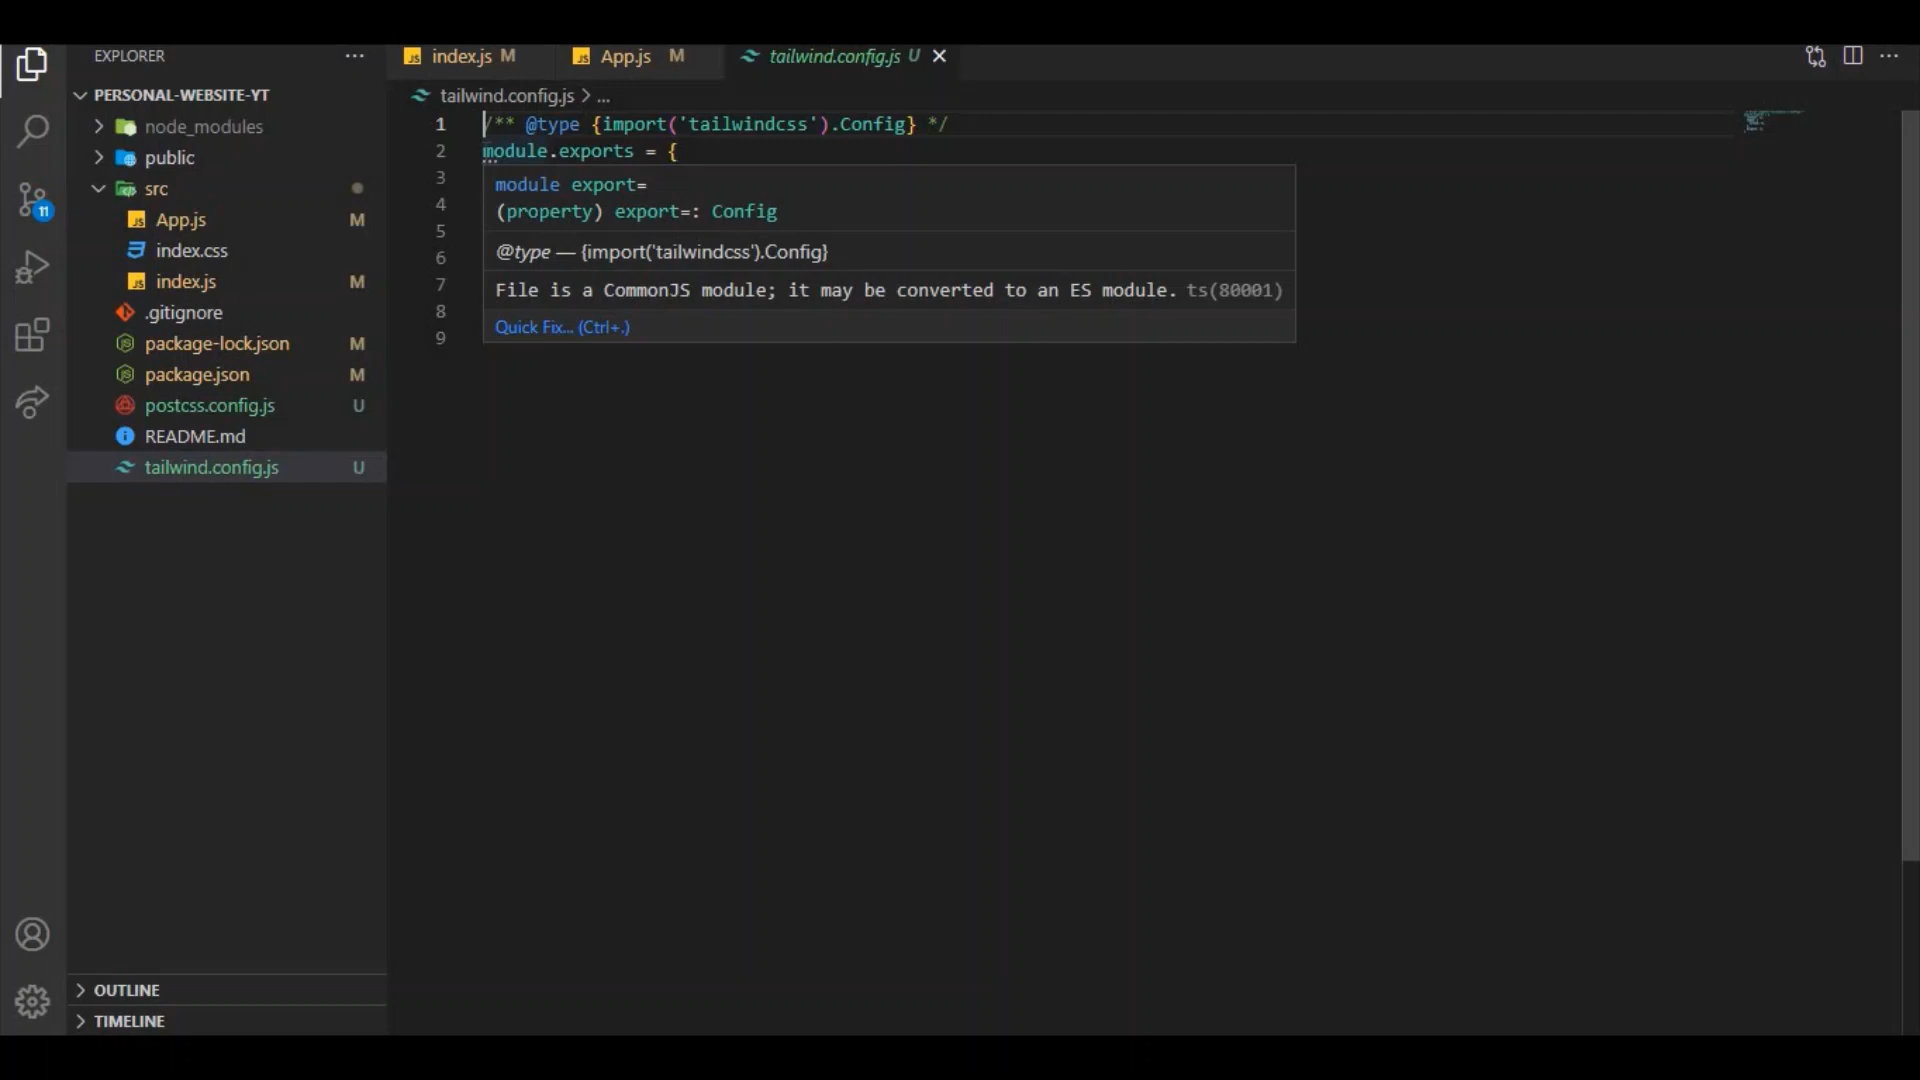 EXPLORER
PERSONAL-WEBSITE-YT
node_modules
public
src
App.js M
index.css
index.js M
.gitignore
package-lock.json M
package.json M
postcss.config.js U
README.md
tailwind.config.js U
OUTLINE
TIMELINE
11
index.js M App.js M tailwind.config.js U
tailwind.config.js > ...
1 /** @type {import('tailwindcss').Config} */
2 module.exports = {
3
4
5
6
7
8
9
module export=
(property) export=: Config
@type — {import('tailwindcss').Config}
File is a CommonJS module; it may be converted to an ES module. ts(80001)
Quick Fix... (Ctrl+.)